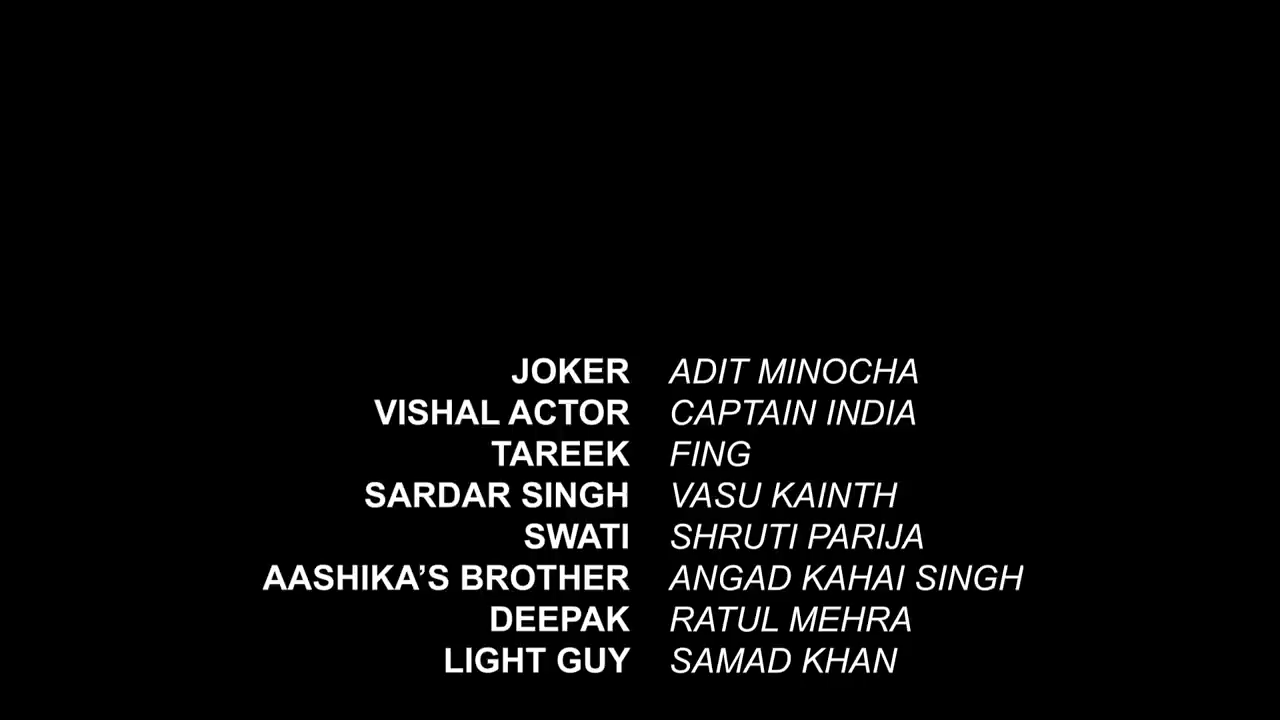 JOKER ADIT MINOCHA
VISHAL ACTOR CAPTAIN INDIA
TAREEK FING
SARDAR SINGH VASU KAINTH
SWATI SHRUTI PARIJA
AASHIKA’S BROTHER ANGAD KAHAI SINGH
DEEPAK RATUL MEHRA
LIGHT GUY SAMAD KHAN